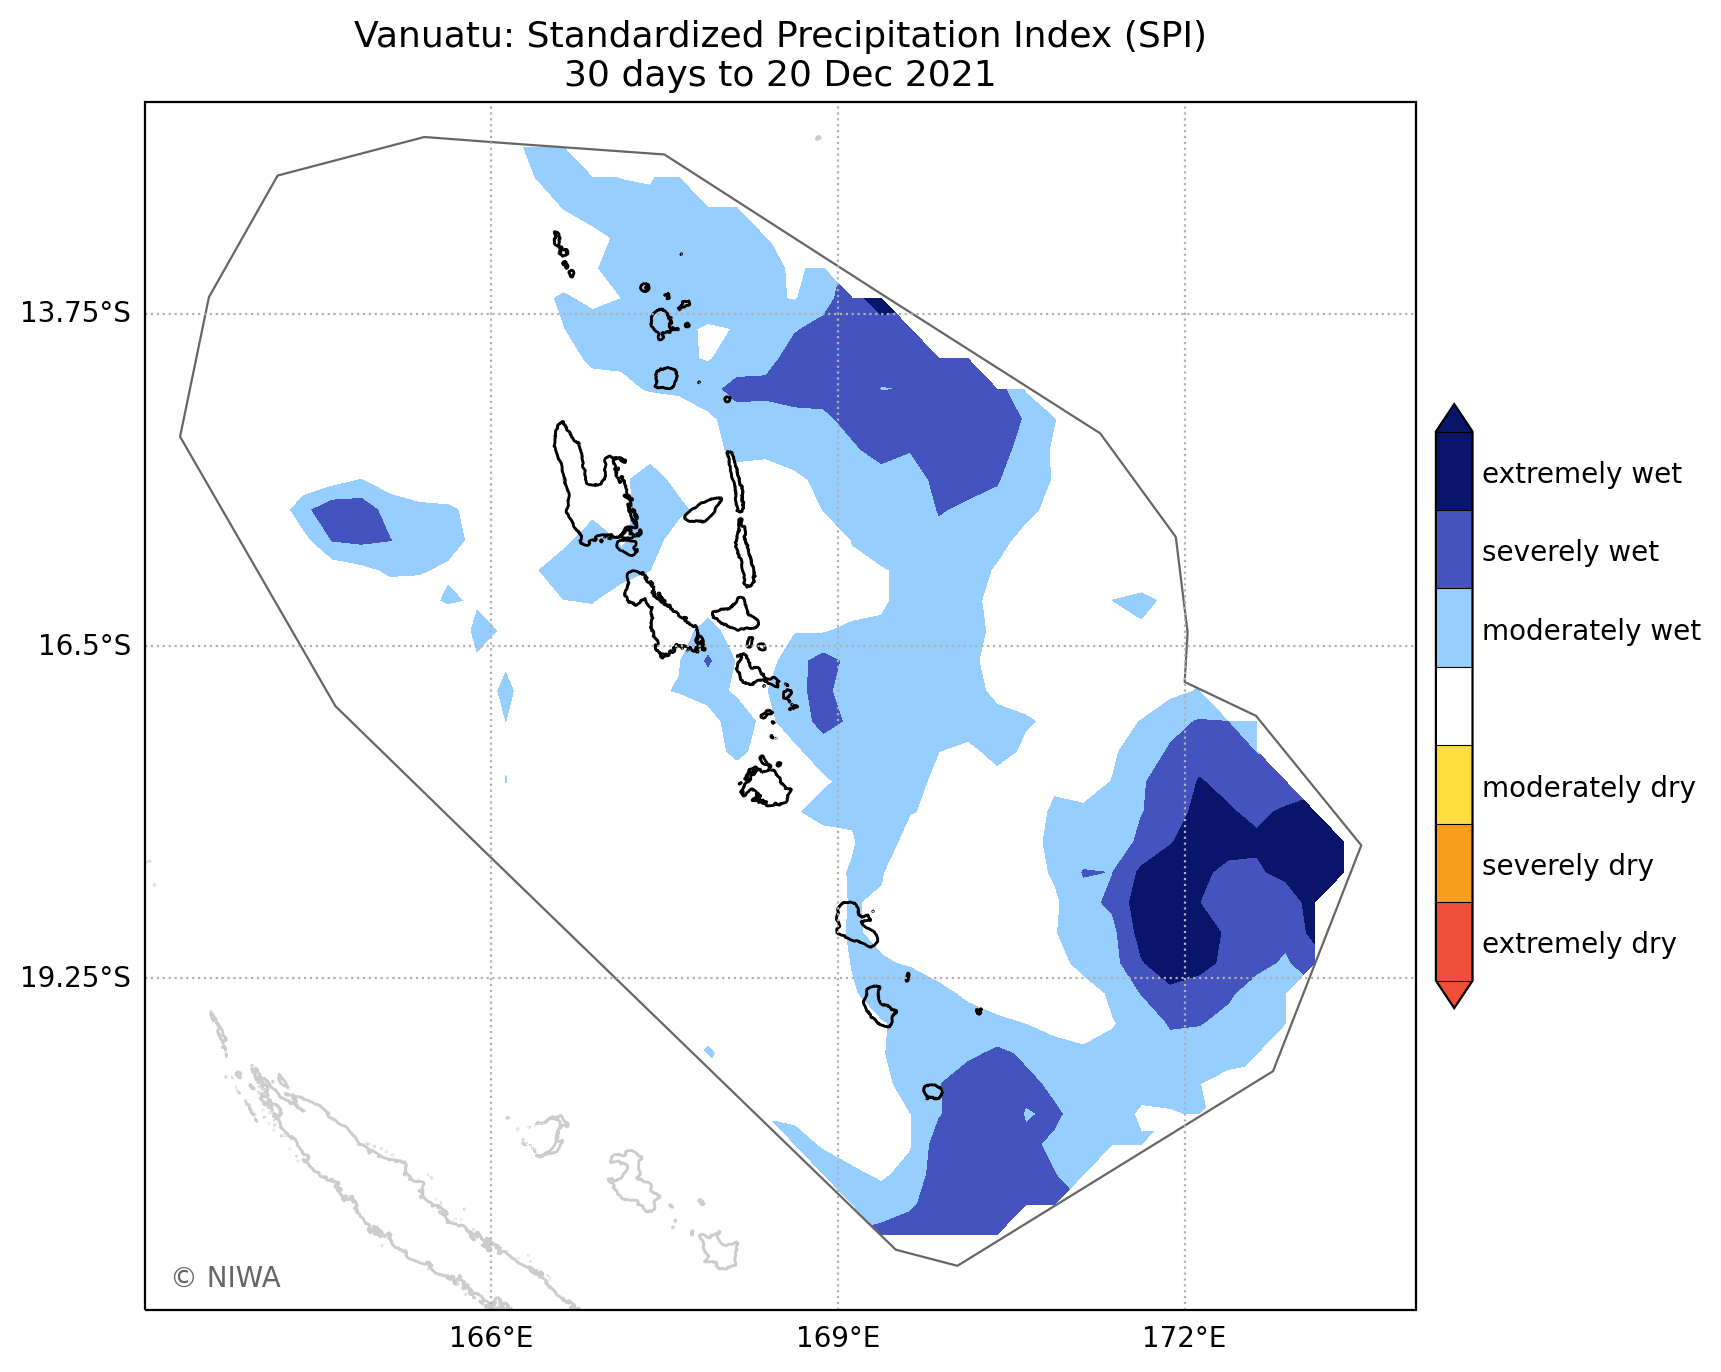 Vanuatu: Standardized Precipitation Index (SPI)
30 days to 20 Dec 2021
13.75°S
16.5°S
19.25°S
166°E
169°E
172°E
extremely wet
severely wet
moderately wet
moderately dry
severely dry
extremely dry
© NIWA